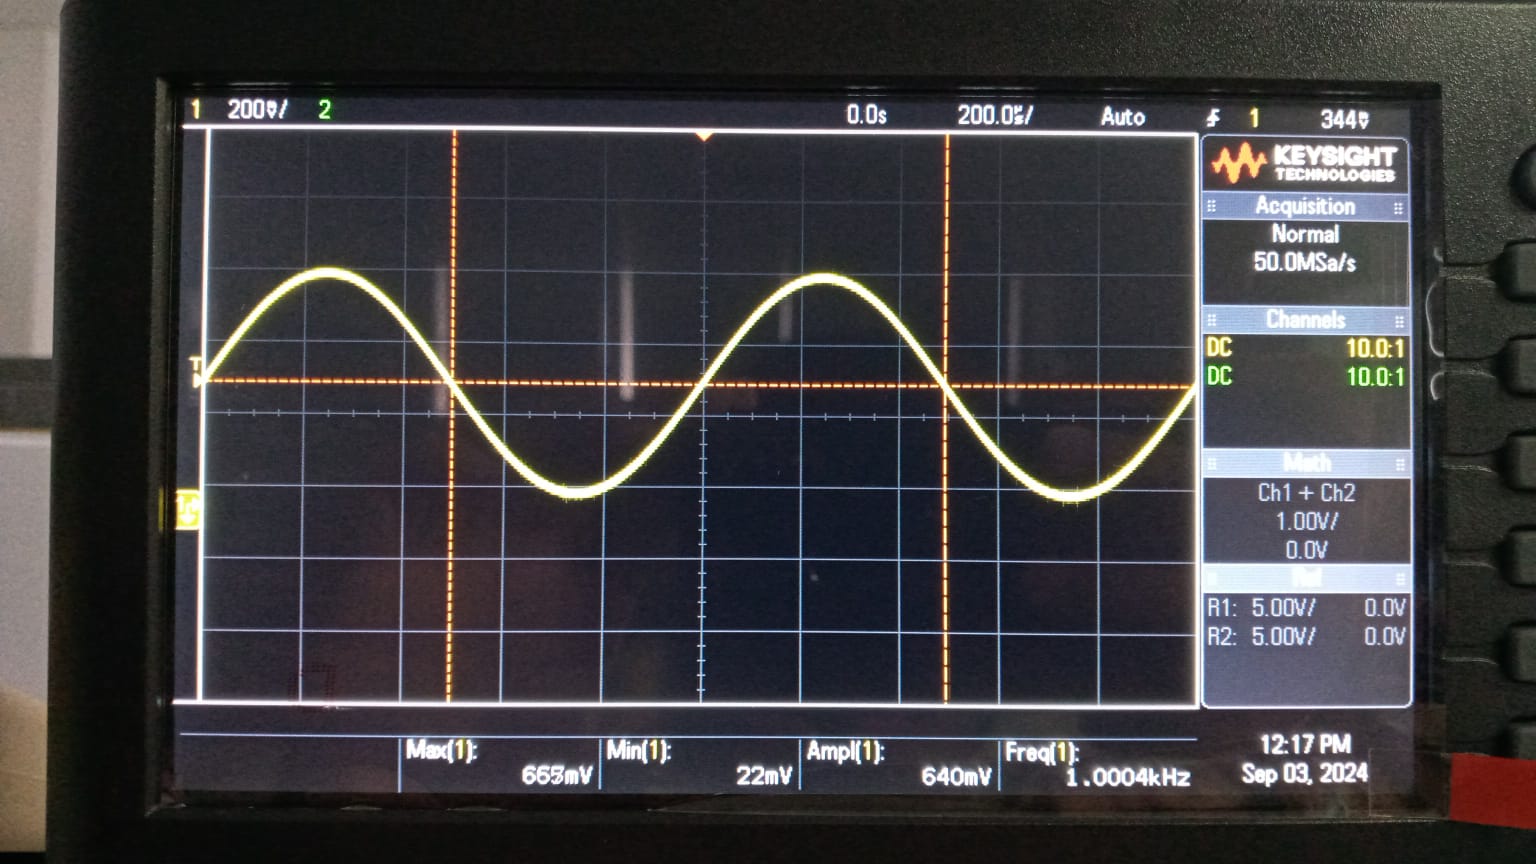 1 200mV/ 2 0.0s 200.0us/ Auto 1 344mV
KEYSIGHT
TECHNOLOGIES
Acquisition
Normal
50.0MSa/s
Channels
DC 10.0:1
DC 10.0:1
T
Math
Ch1 + Ch2
1.00V/
0.0V
Ref
R1: 5.00V/ 0.0V
R2: 5.00V/ 0.0V
Max(1): Min(1): Ampl(1): Freq(1):
22mV 640mV 1.0004kHz
12:17 PM
Sep 03, 2024